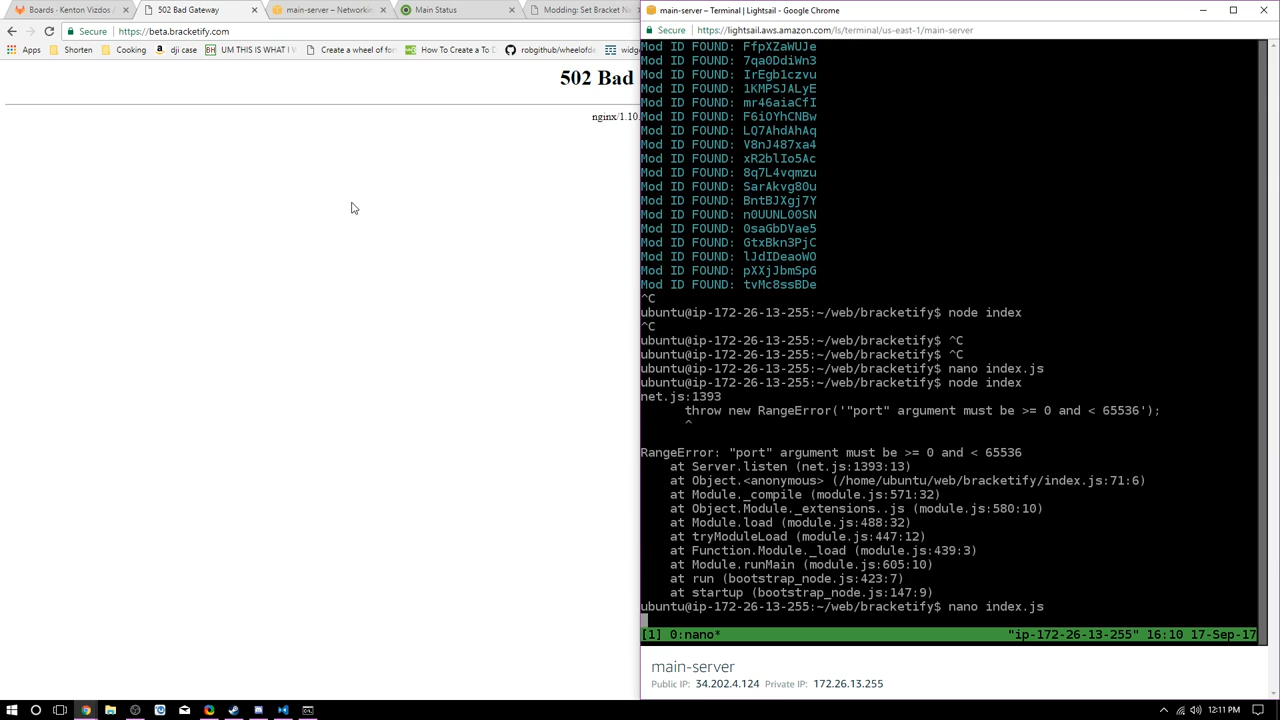 Boards · Kenton Vizdos
502 Bad Gateway
main-server – Networking
Main Status
Modding: Set Bracket N
Secure
https://beta.bracketify.com
Apps
Shorten
Cool
Day
UM THIS IS WHAT I
Create a wheel of fort
How To Create a To D
robgithub/wheelofde
widge
502 Bad
nginx/1.10.
main-server – Terminal | Lightsail - Google Chrome
Secure
https://lightsail.aws.amazon.com/ls/terminal/us-east-1/main-server
Mod ID FOUND: FfpXZaWUJe
Mod ID FOUND: 7qa0DdiWn3
Mod ID FOUND: IrEgb1czvu
Mod ID FOUND: 1KMPSJALyE
Mod ID FOUND: mr46aiaCfI
Mod ID FOUND: F6iOYhCNBw
Mod ID FOUND: LQ7AhdAhAq
Mod ID FOUND: V8nJ487xa4
Mod ID FOUND: xR2blIo5Ac
Mod ID FOUND: 8q7L4vqmzu
Mod ID FOUND: SarAkvg80u
Mod ID FOUND: BntBJXgj7Y
Mod ID FOUND: n0UUNL00SN
Mod ID FOUND: 0saGbDVae5
Mod ID FOUND: GtxBkn3PjC
Mod ID FOUND: lJdIDeaoWO
Mod ID FOUND: pXXjJbmSpG
Mod ID FOUND: tvMc8ssBDe
^C
ubuntu@ip-172-26-13-255:~/web/bracketify$ node index
^C
ubuntu@ip-172-26-13-255:~/web/bracketify$ ^C
ubuntu@ip-172-26-13-255:~/web/bracketify$ ^C
ubuntu@ip-172-26-13-255:~/web/bracketify$ nano index.js
ubuntu@ip-172-26-13-255:~/web/bracketify$ node index
net.js:1393
throw new RangeError('"port" argument must be >= 0 and < 65536');
^
RangeError: "port" argument must be >= 0 and < 65536
at Server.listen (net.js:1393:13)
at Object.<anonymous> (/home/ubuntu/web/bracketify/index.js:71:6)
at Module._compile (module.js:571:32)
at Object.Module._extensions..js (module.js:580:10)
at Module.load (module.js:488:32)
at tryModuleLoad (module.js:447:12)
at Function.Module._load (module.js:439:3)
at Module.runMain (module.js:605:10)
at run (bootstrap_node.js:423:7)
at startup (bootstrap_node.js:147:9)
ubuntu@ip-172-26-13-255:~/web/bracketify$ nano index.js
[1] 0:nano* "ip-172-26-13-255" 16:10 17-Sep-17
main-server
Public IP: 34.202.4.124 Private IP: 172.26.13.255
12:11 PM